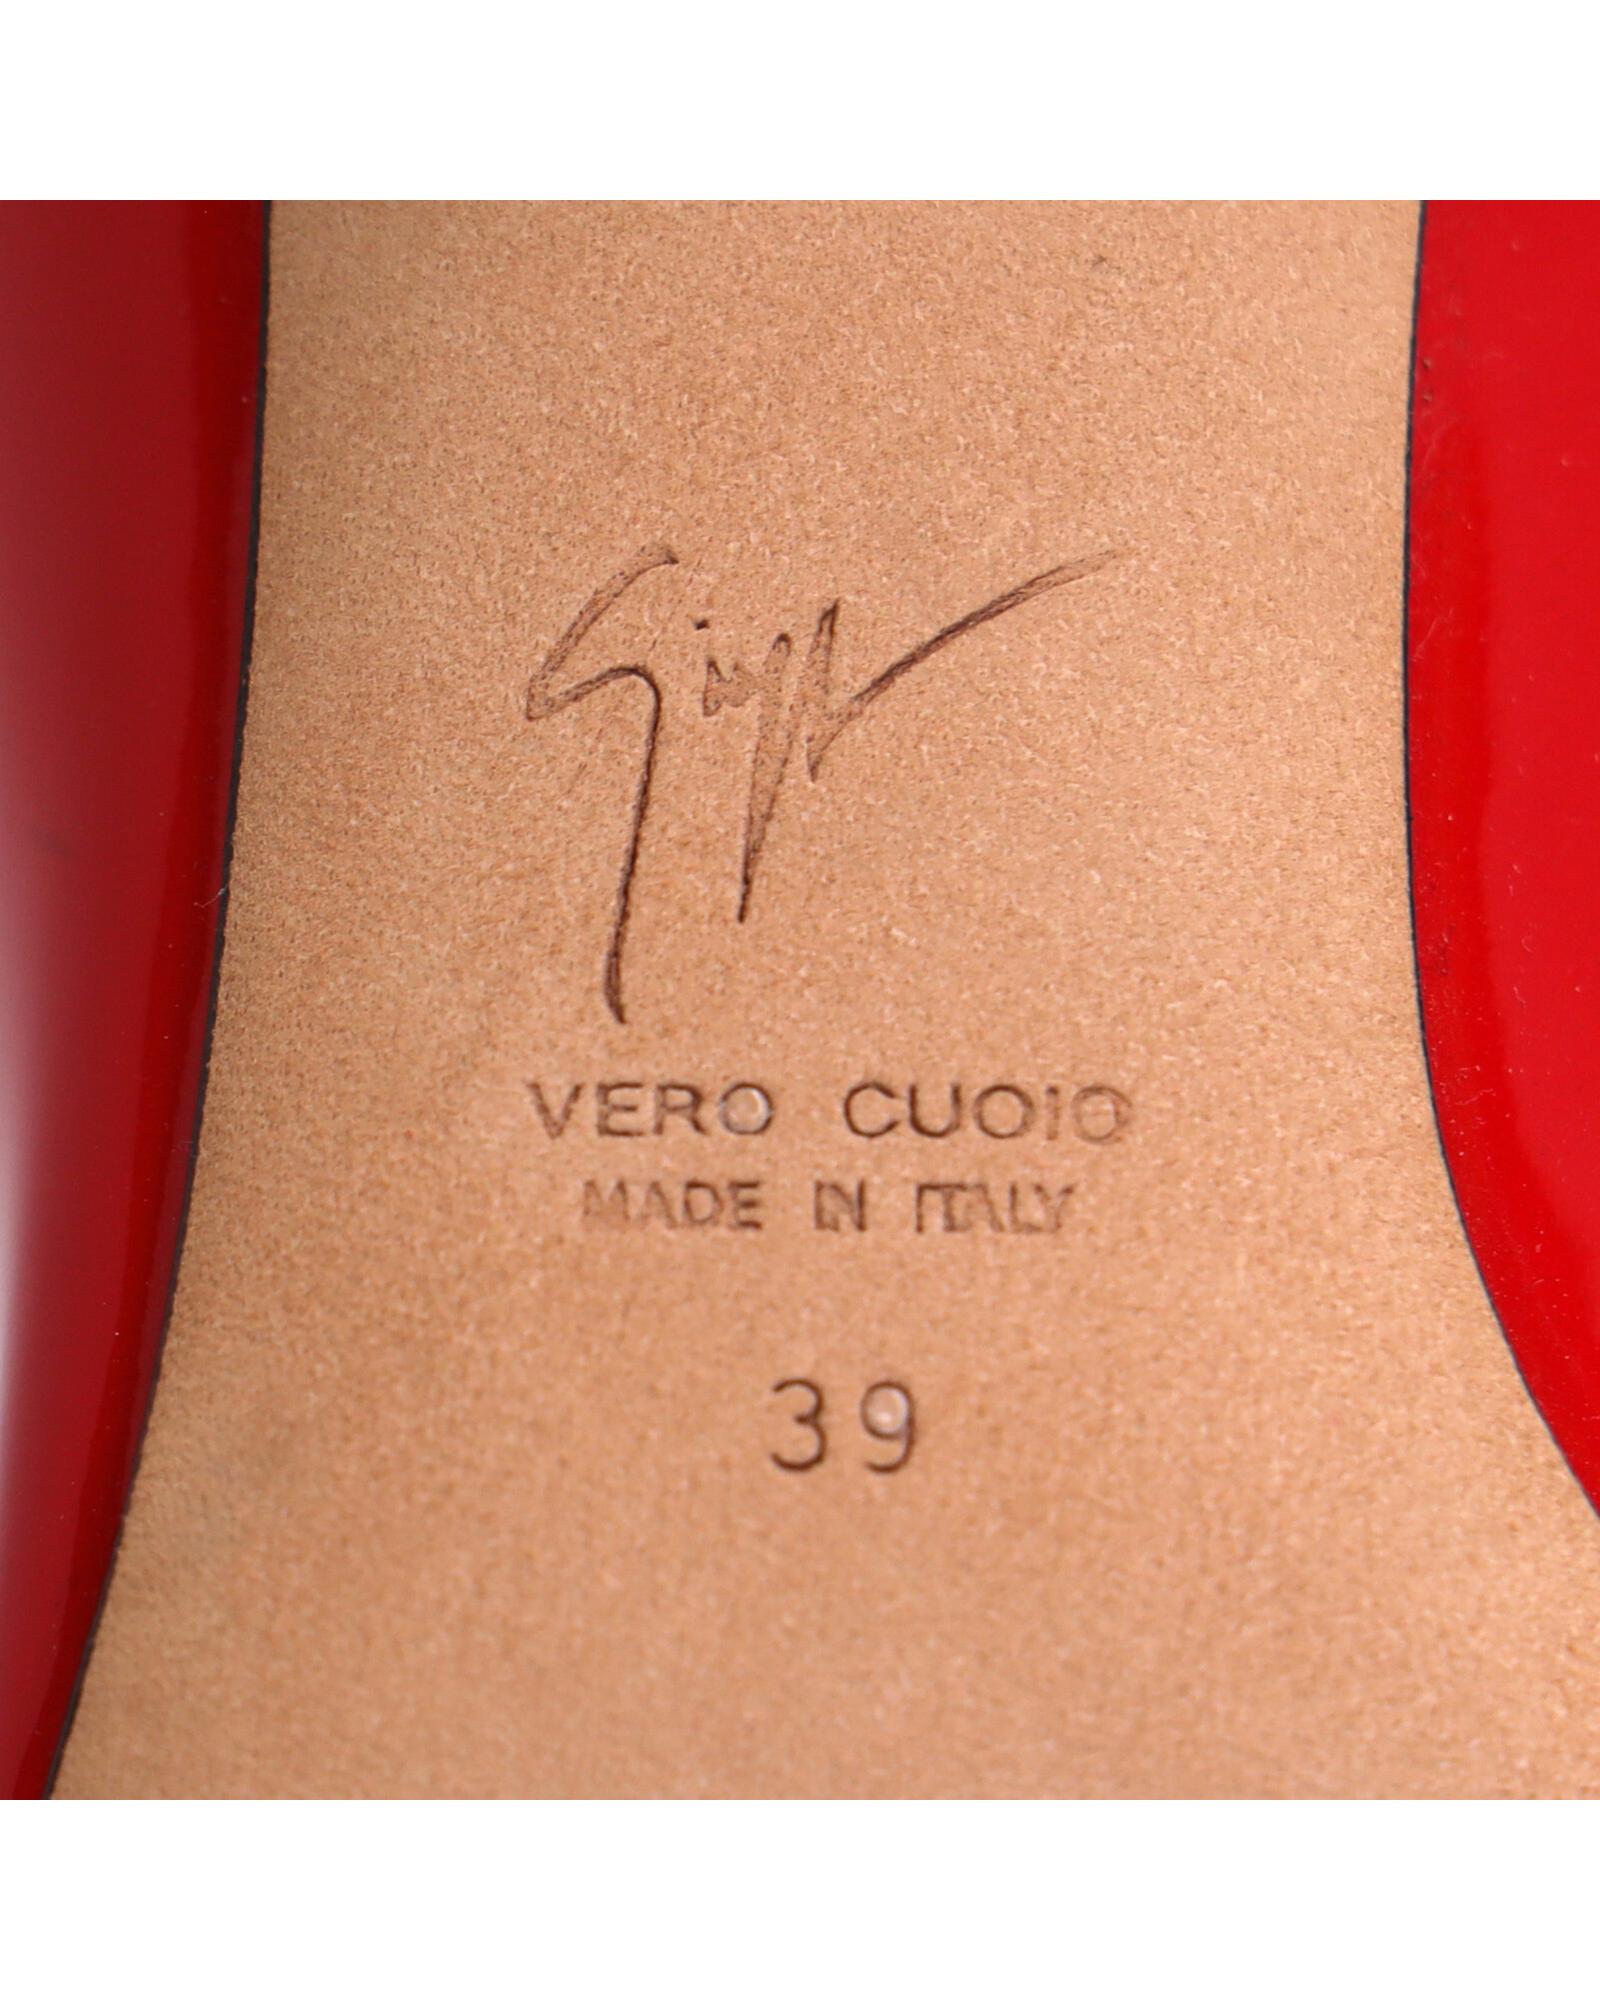 VERO CUOIO
MADE IN ITALY
39